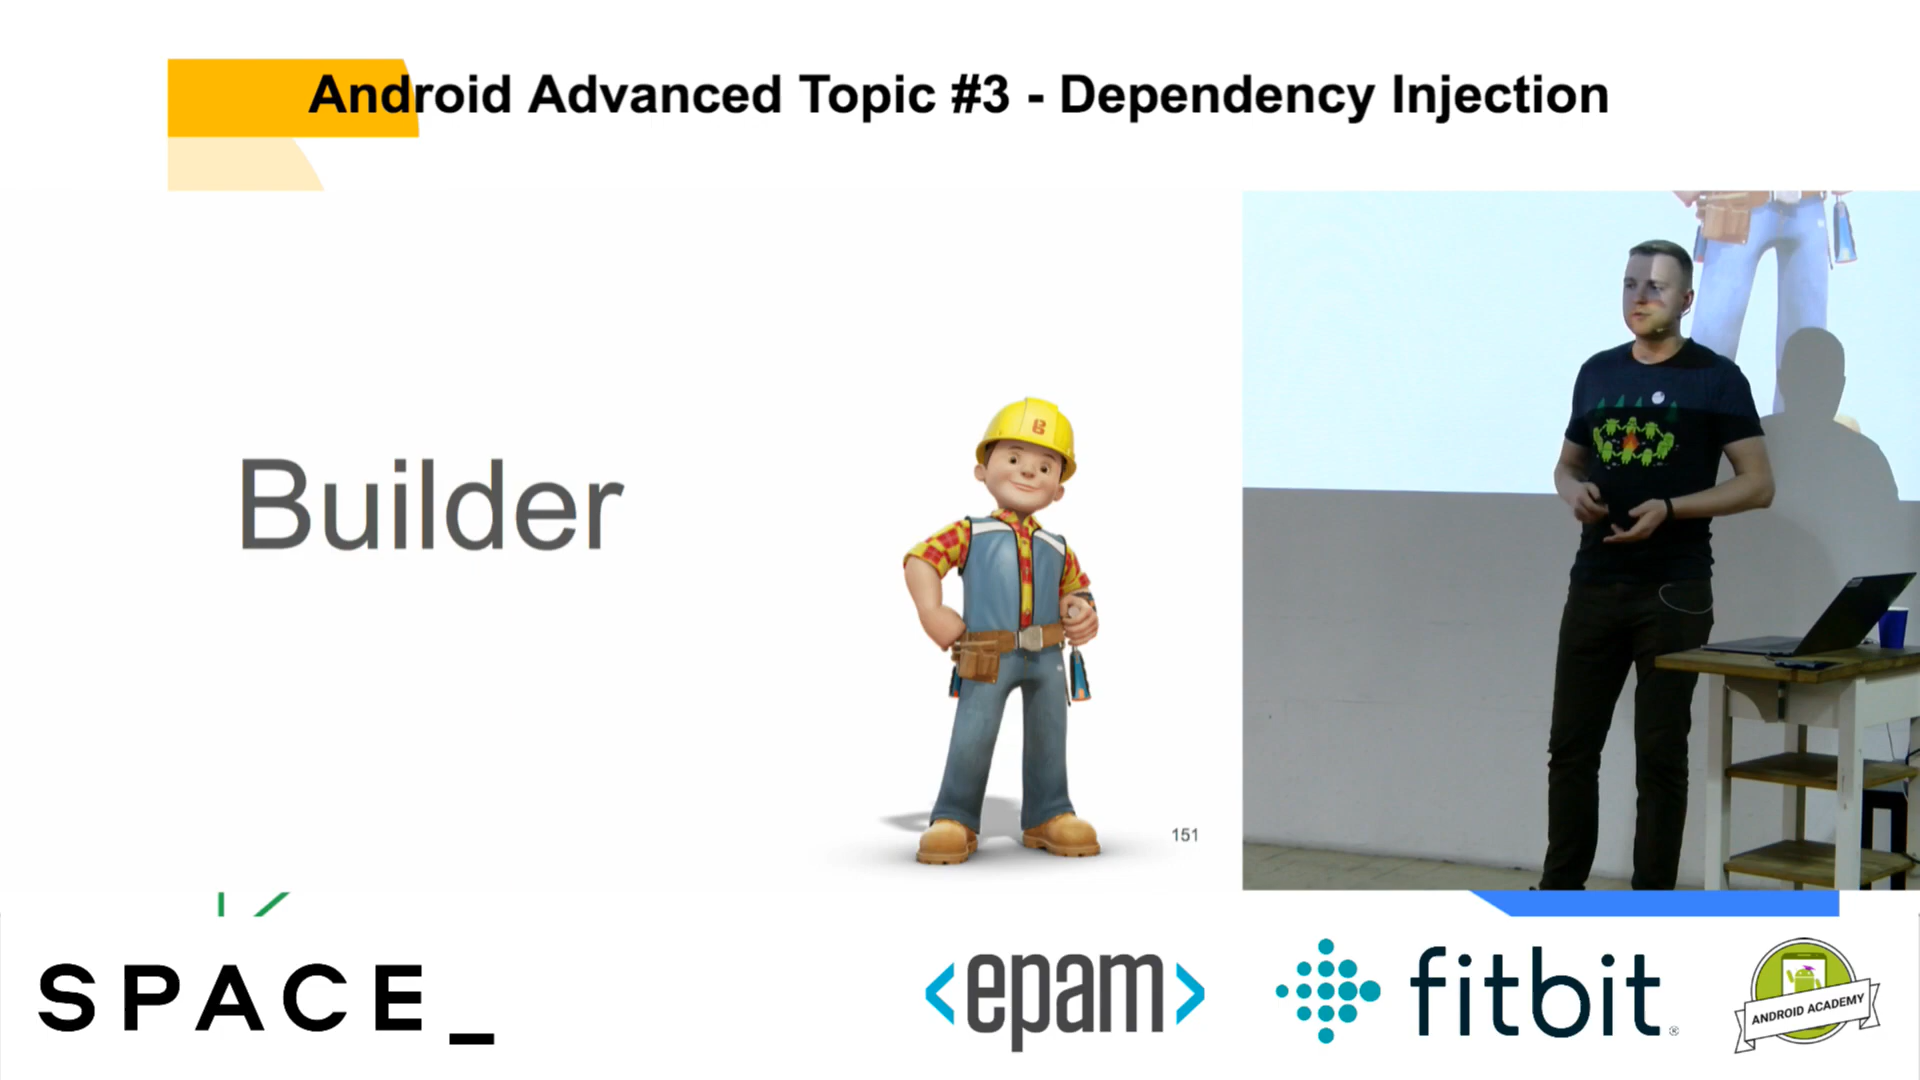 Android Advanced Topic #3 - Dependency Injection
Builder
151
SPACE_
<epam>
fitbit®
ANDROID ACADEMY